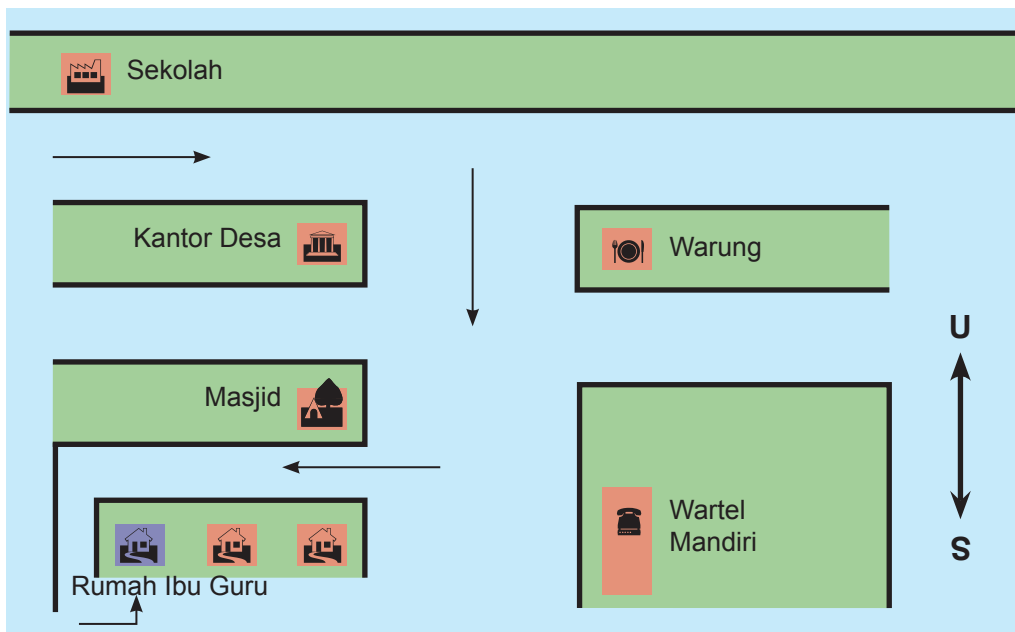 Sekolah
Kantor Desa
Warung
U
Masjid
Wartel
Mandiri
S
Rumah Ibu Guru